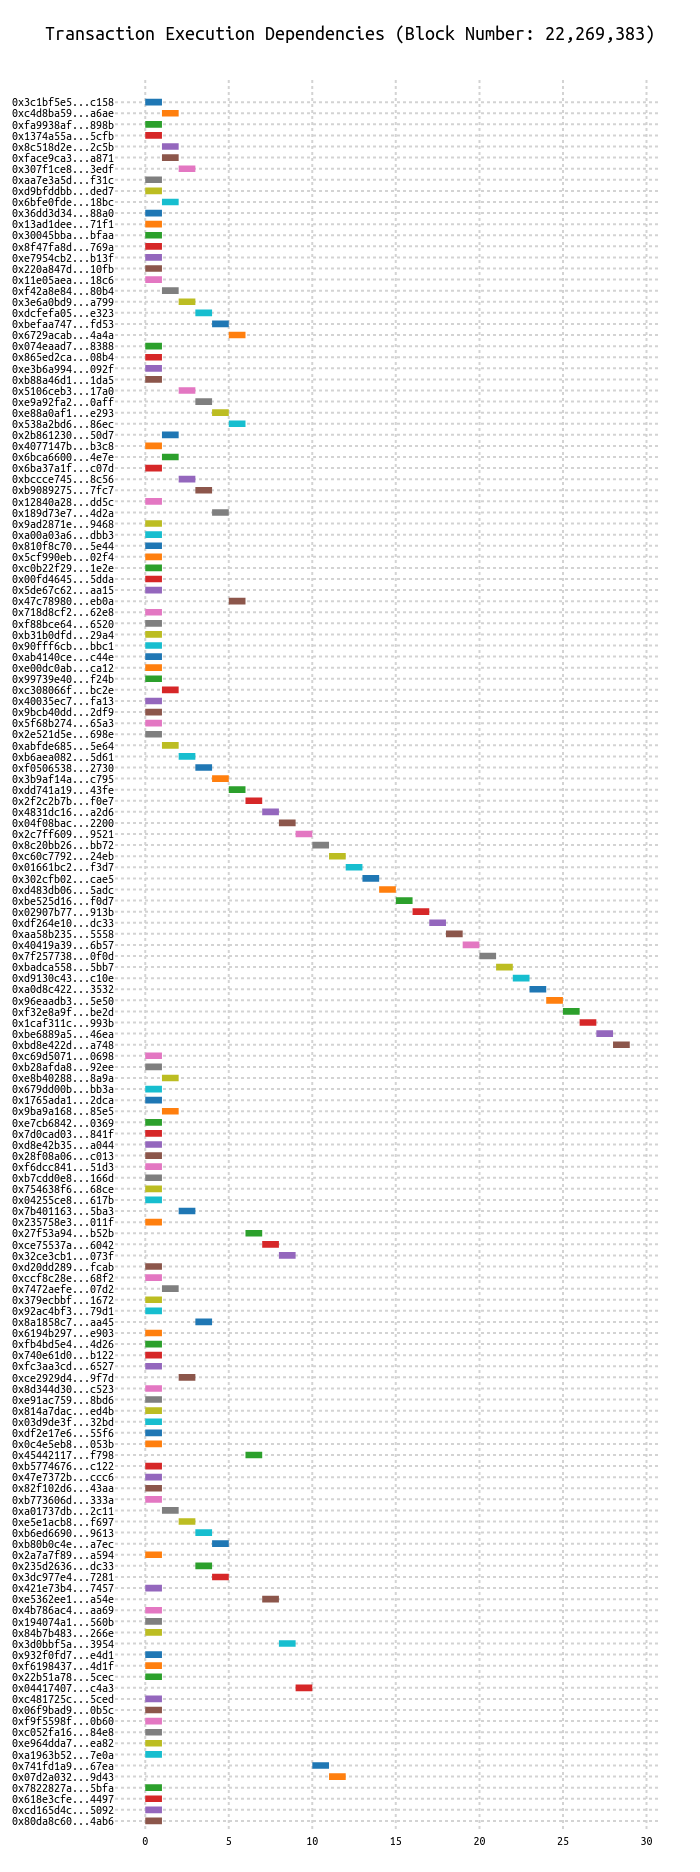 Transaction Execution Dependencies (Block Number: 22,269,383)
0x3c1bf5e5...c158
0xc4d8ba59...a6ae
0xfa9938af...898b
0x1374a55a...5cfb
0x8c518d2e...2c5b
0xface9ca3...a871
0x307f1ce8...3edf
0xaa7e3a5d...f31c
0xd9bfddbb...ded7
0x6bfe0fde...18bc
0x36dd3d34...88a0
0x13ad1dee...71f1
0x30045bba...bfaa
0x8f47fa8d...769a
0xe7954cb2...b13f
0x220a847d...10fb
0x11e05aea...18c6
0xf42a8e84...80b4
0x3e6a0bd9...a799
0xdcfefa05...e323
0xbefaa747...fd53
0x6729acab...4a4a
0x074eaad7...8388
0x865ed2ca...08b4
0xe3b6a994...092f
0xb88a46d1...1da5
0x5106ceb3...17a0
0xe9a92fa2...0aff
0xe88a0af1...e293
0x538a2bd6...86ec
0x2b861230...50d7
0x4077147b...b3c8
0x6bca6600...4e7e
0x6ba37a1f...c07d
0xbccce745...8c56
0xb9089275...7fc7
0x12840a28...dd5c
0x189d73e7...4d2a
0x9ad2871e...9468
0xa00a03a6...dbb3
0x810f8c70...5e44
0x5cf990eb...02f4
0xc0b22f29...1e2e
0x00fd4645...5dda
0x5de67c62...aa15
0x47c78980...eb0a
0x718d8cf2...62e8
0xf88bce64...6520
0xb31b0dfd...29a4
0x90fff6cb...bbc1
0xab4140ce...c44e
0xe00dc0ab...ca12
0x99739e40...f24b
0xc308066f...bc2e
0x40035ec7...fa13
0x9bcb40dd...2df9
0x5f68b274...65a3
0x2e521d5e...698e
0xabfde685...5e64
0xb6aea082...5d61
0xf0506538...2730
0x3b9af14a...c795
0xdd741a19...43fe
0x2f2c2b7b...f0e7
0x4831dc16...a2d6
0x04f08bac...2200
0x2c7ff609...9521
0x8c20bb26...bb72
0xc60c7792...24eb
0x01661bc2...f3d7
0x302cfb02...cae5
0xd483db06...5adc
0xbe525d16...f0d7
0x02907b77...913b
0xdf264e10...dc33
0xaa58b235...5558
0x40419a39...6b57
0x7f257738...0f0d
0xbadca558...5bb7
0xd9130c43...c10e
0xa0d8c422...3532
0x96eaadb3...5e50
0xf32e8a9f...be2d
0x1caf311c...993b
0xbe6889a5...46ea
0xbd8e422d...a748
0xc69d5071...0698
0xb28afda8...92ee
0xe8b40288...8a9a
0x679dd00b...bb3a
0x1765ada1...2dca
0x9ba9a168...85e5
0xe7cb6842...0369
0x7d0cad03...841f
0xd8e42b35...a044
0x28f08a06...c013
0xf6dcc841...51d3
0xb7cdd0e8...166d
0x754638f6...68ce
0x04255ce8...617b
0x7b401163...5ba3
0x235758e3...011f
0x27f53a94...b52b
0xce75537a...6042
0x32ce3cb1...073f
0xd20dd289...fcab
0xccf8c28e...68f2
0x7472aefe...07d2
0x379ecbbf...1672
0x92ac4bf3...79d1
0x8a1858c7...aa45
0x6194b297...e903
0xfb4bd5e4...4d26
0x740e61d0...b122
0xfc3aa3cd...6527
0xce2929d4...9f7d
0x8d344d30...c523
0xe91ac759...8bd6
0x814a7dac...ed4b
0x03d9de3f...32bd
0xdf2e17e6...55f6
0x0c4e5eb8...053b
0x45442117...f798
0xb5774676...c122
0x47e7372b...ccc6
0x82f102d6...43aa
0xb773606d...333a
0xa01737db...2c11
0xe5e1acb8...f697
0xb6ed6690...9613
0xb80b0c4e...a7ec
0x2a7a7f89...a594
0x235d2636...dc33
0x3dc977e4...7281
0x421e73b4...7457
0xe5362ee1...a54e
0x4b786ac4...aa69
0x194074a1...560b
0x84b7b483...266e
0x3d0bbf5a...3954
0x932f0fd7...e4d1
0xf6198437...4d1f
0x22b51a78...5cec
0x04417407...c4a3
0xc481725c...5ced
0x06f9bad9...0b5c
0xf9f5598f...0b60
0xc052fa16...84e8
0xe964dda7...ea82
0xa1963b52...7e0a
0x741fd1a9...67ea
0x07d2a032...9d43
0x7822827a...5bfa
0x618e3cfe...4497
0xcd165d4c...5092
0x80da8c60...4ab6
0 5 10 15 20 25 30